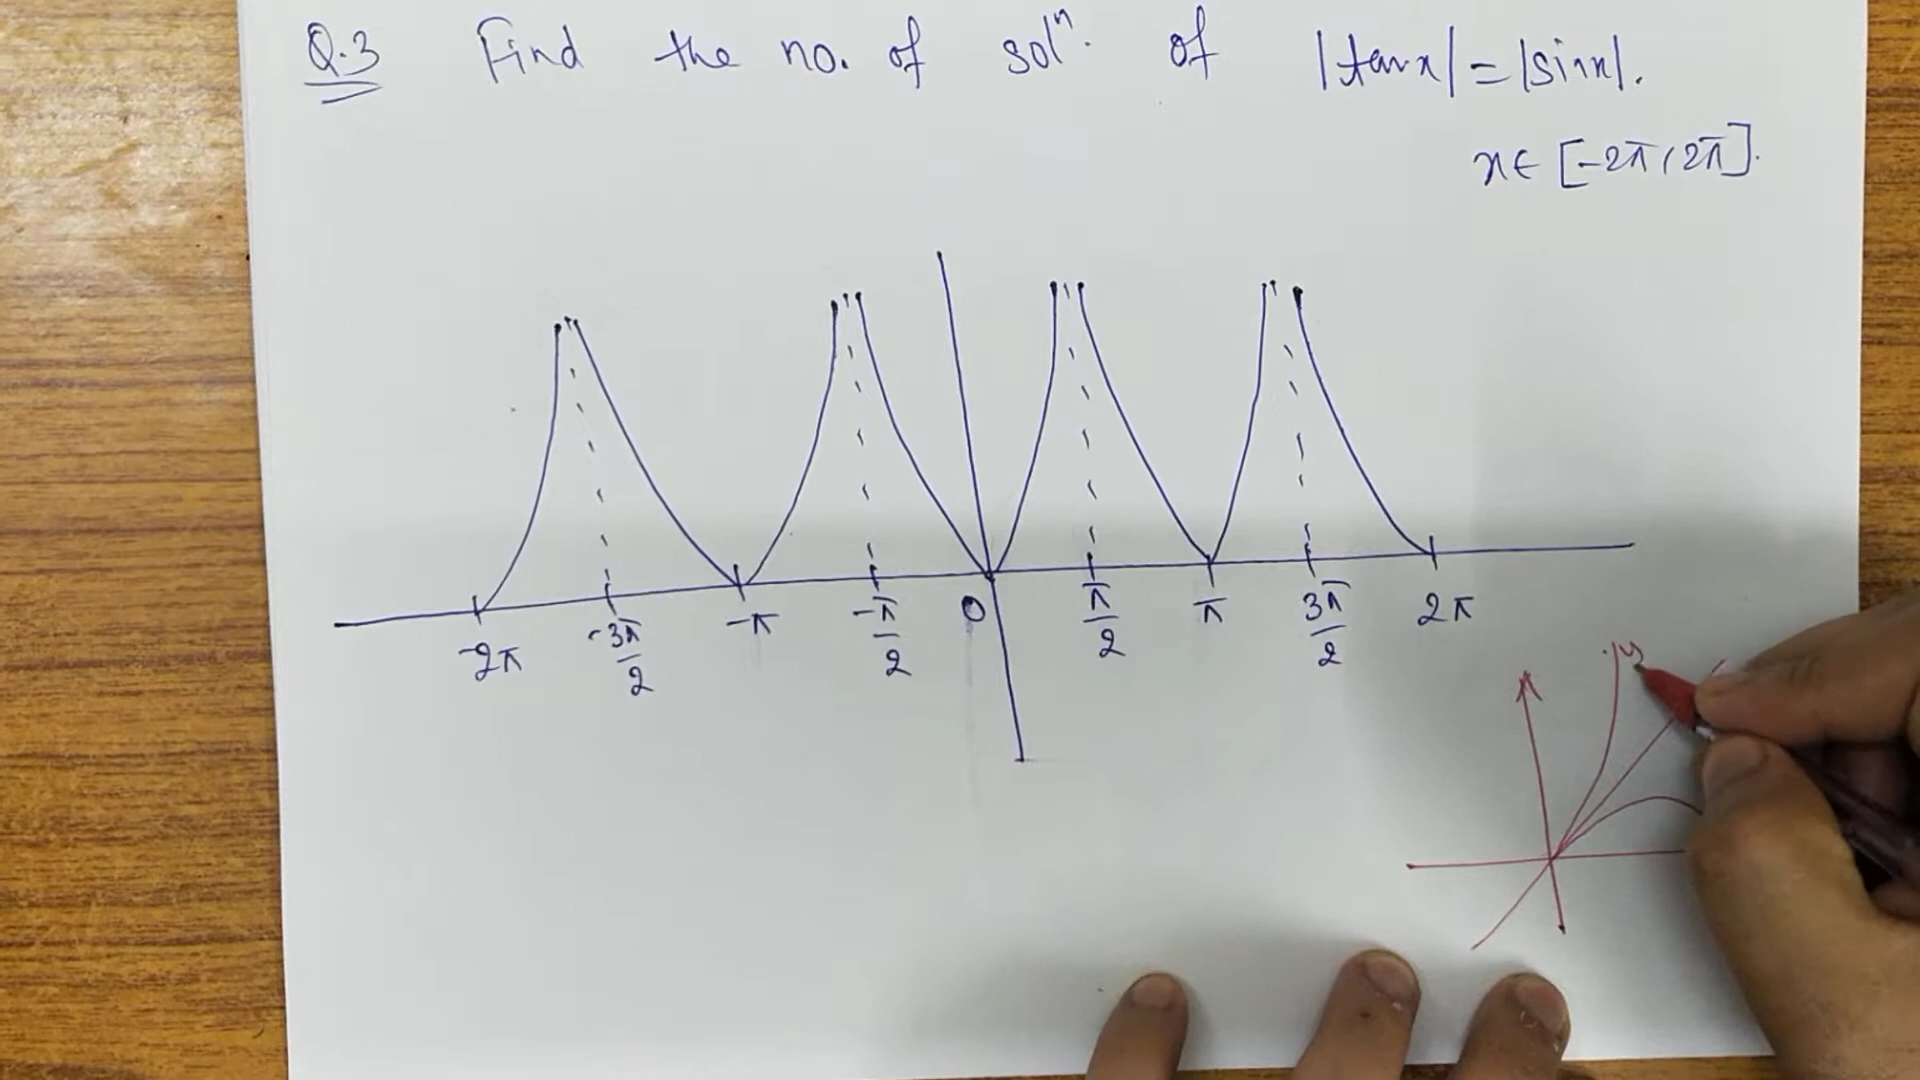 Q.3 Find the no. of solⁿ. of |tanx| = |sinx|.
x ∈ [-2π, 2π].
-2π -3π/2 -π -π/2 0 π/2 π 3π/2 2π
y